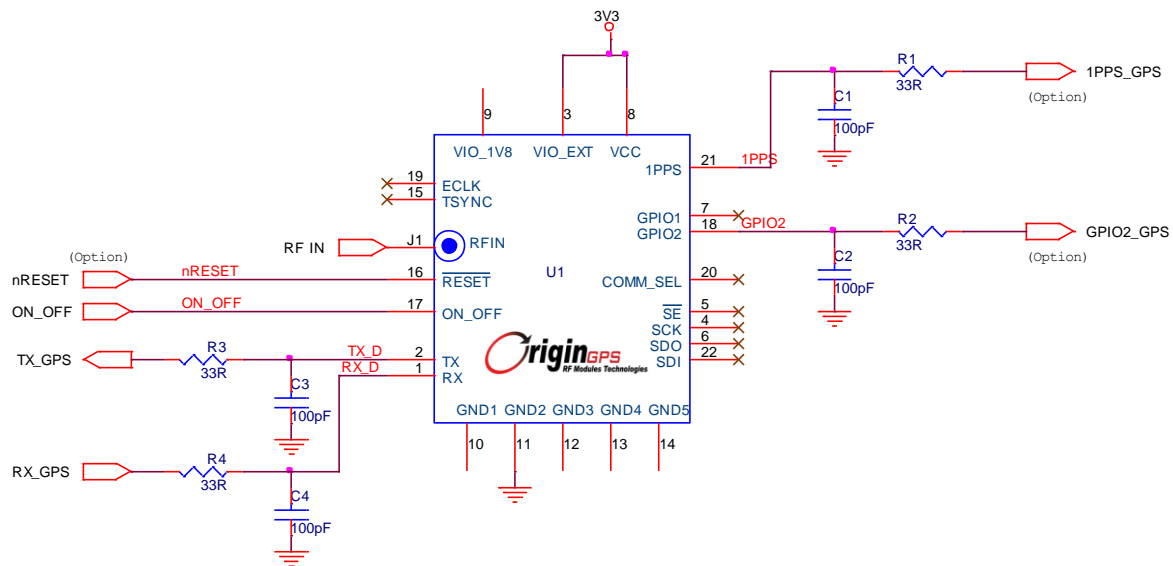 3V3
R1
1PPS_GPS
33R
(Option)
C1
100pF
9
3
8
VIO_1V8
VIO_EXT
VCC
1PPS
21
1PPS
19
ECLK
15
TSYNC
GPIO1
7
GPIO2
18
GPIO2
R2
GPIO2_GPS
33R
(Option)
C2
100pF
RF IN
J1
RFIN
(Option)
nRESET
nRESET
16
RESET
U1
COMM_SEL
20
ON_OFF
ON_OFF
17
ON_OFF
SE
5
SCK
4
SDO
6
SDI
22
OriginGPS
RF Modules Technologies
TX_GPS
R3
33R
TX_D
2
TX
RX_D
1
RX
C3
100pF
GND1
GND2
GND3
GND4
GND5
10
11
12
13
14
RX_GPS
R4
33R
C4
100pF